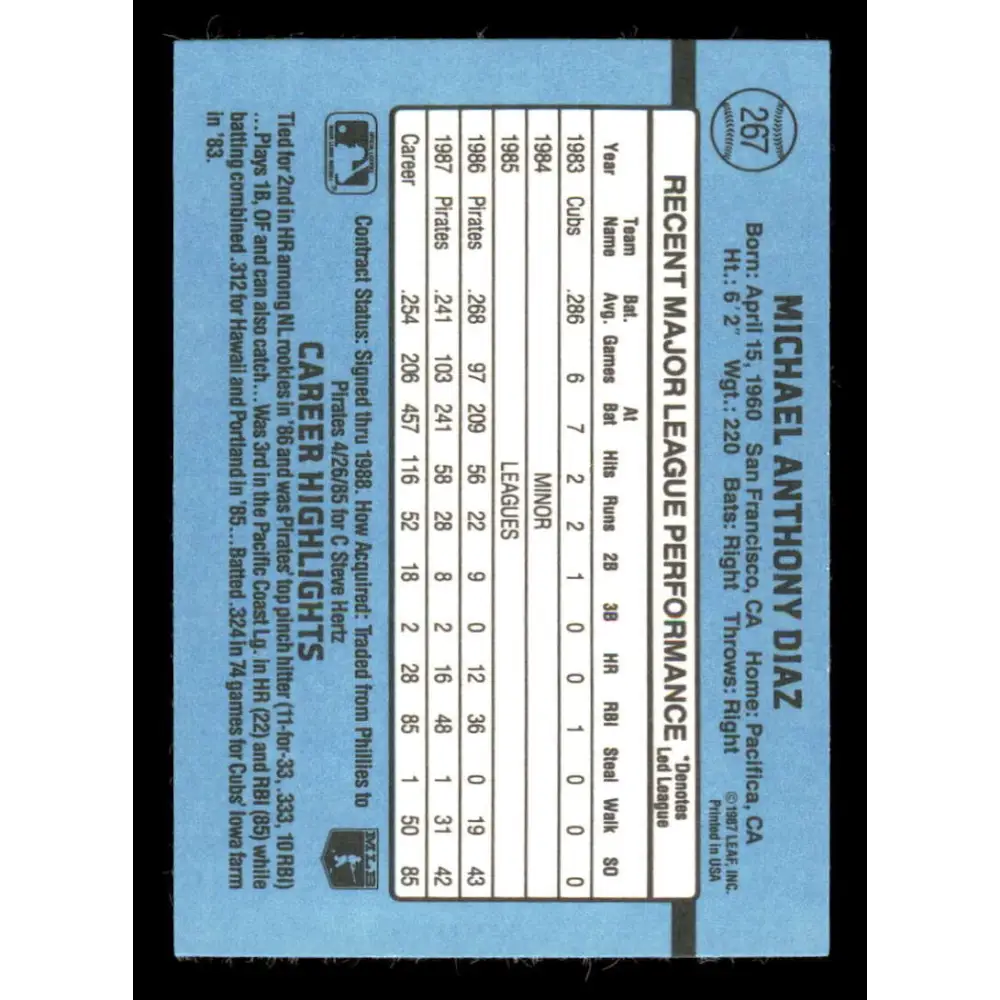 267
MICHAEL ANTHONY DIAZ
Born: April 15, 1960 San Francisco, CA Home: Pacifica, CA
Ht.: 6'2" Wgt.: 220 Bats: Right Throws: Right
©1987 LEAF, INC.
Printed in USA
RECENT MAJOR LEAGUE PERFORMANCE *Denotes Led League
Year Team Name Bat. Avg. Games At Bat Hits Runs 2B 3B HR RBI Steal Walk SO
1983 Cubs .286 6 7 2 2 1 0 0 1 0 0 0
1984 MINOR
1985 LEAGUES
1986 Pirates .268 97 209 56 22 9 0 12 36 0 19 43
1987 Pirates .241 103 241 58 28 8 2 16 48 1 31 42
Career .254 206 457 116 52 18 2 28 85 1 50 85
Contract Status: Signed thru 1988. How Acquired: Traded from Phillies to
Pirates 4/26/85 for C Steve Hertz
MLB
CAREER HIGHLIGHTS
Tied for 2nd in HR among NL rookies in '86 and was Pirates' top pinch hitter (11-for-33, .333, 10 RBI)
...Plays 1B, OF and can also catch...Was 3rd in the Pacific Coast Lg. in HR (22) and RBI (85) while
batting combined .312 for Hawaii and Portland in '85...Batted .324 in 74 games for Cubs' Iowa farm
in '83.